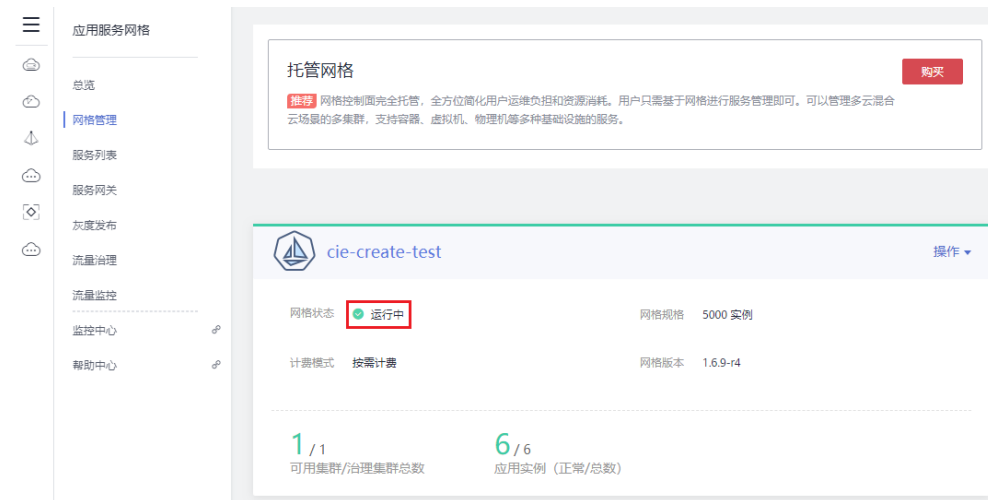 应用服务网格
总览
网格管理
服务列表
服务网关
灰度发布
流量治理
流量监控
监控中心
帮助中心
托管网格
购买
推荐 网格控制面完全托管，全方位简化用户运维负担和资源消耗。用户只需基于网格进行服务管理即可。可以管理多云混合
云场景的多集群，支持容器、虚拟机、物理机等多种基础设施的服务。
cie-create-test
操作
网格状态 运行中 网格规格 5000 实例
计费模式 按需计费 网格版本 1.6.9-r4
1 / 1 6 / 6
可用集群/治理集群总数 应用实例（正常/总数）